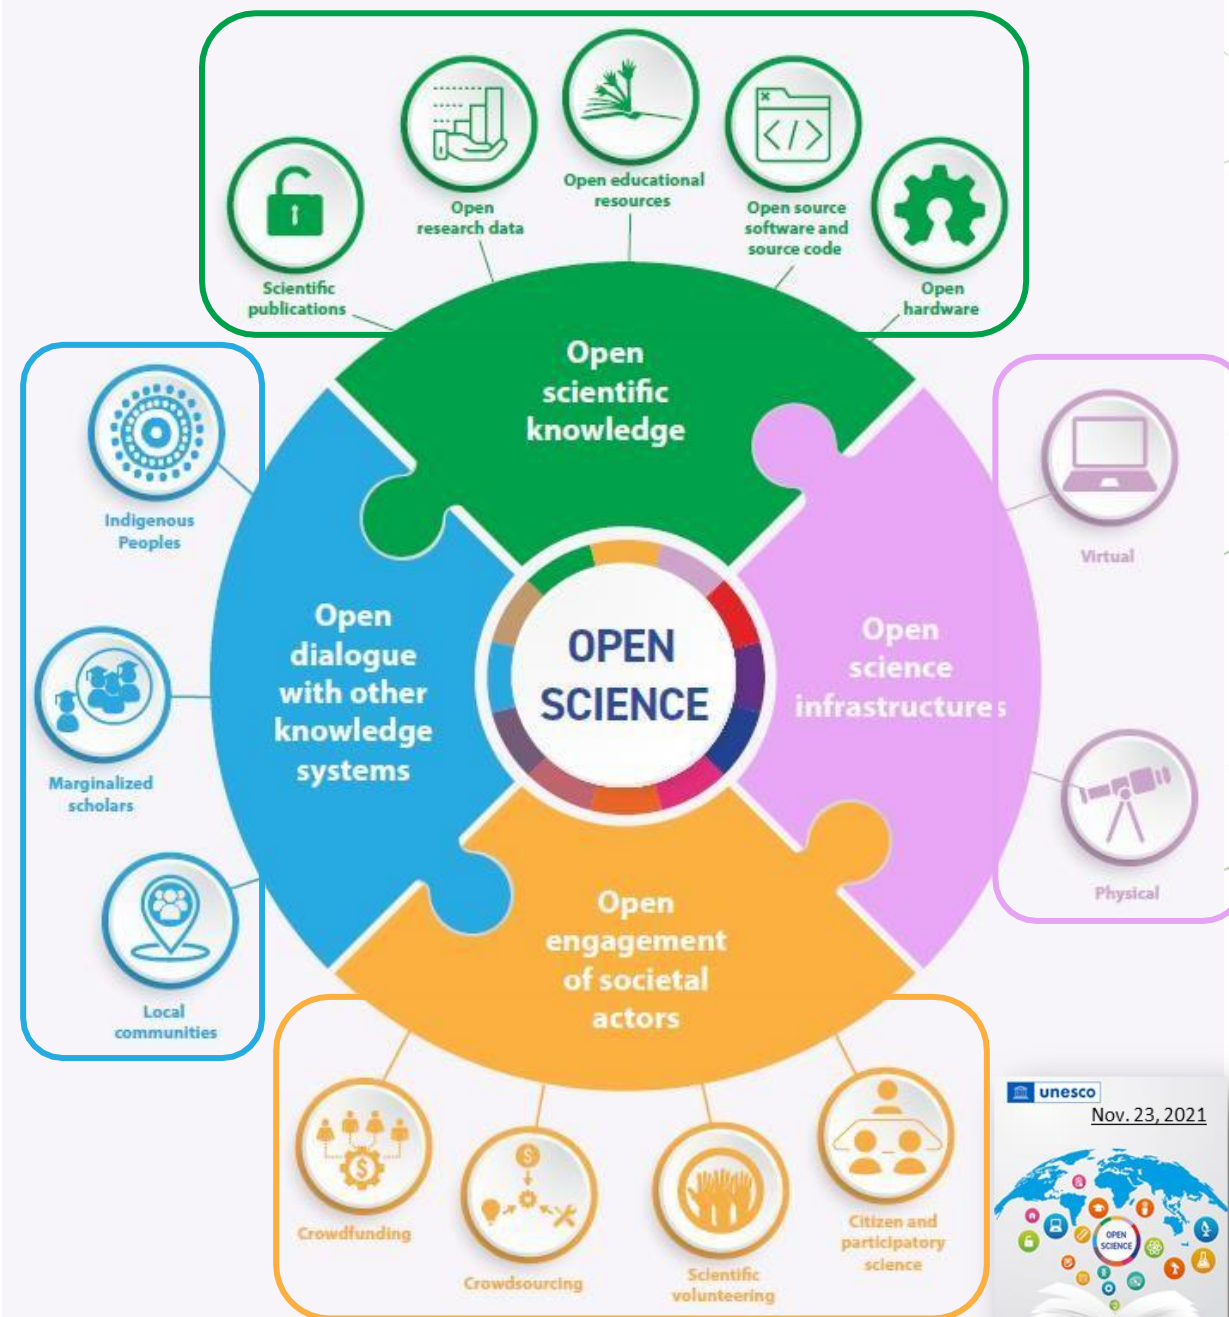 Scientific
publications
Open
research data
Open educational
resources
Open source
software and
source code
Open
hardware
Open
scientific
knowledge
Indigenous
Peoples
Marginalized
scholars
Local
communities
Open
dialogue
with other
knowledge
systems
OPEN
SCIENCE
Open
science
infrastructures
Virtual
Physical
Open
engagement
of societal
actors
Crowdfunding
Crowdsourcing
Scientific
volunteering
Citizen and
participatory
science
unesco
Nov. 23, 2021
OPEN
SCIENCE